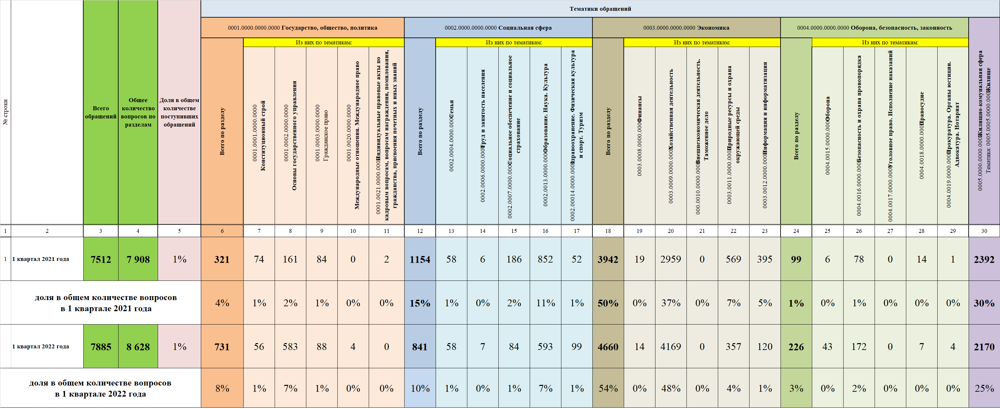 Тематики обращений
0001.0000.0000.0000 Государство, общество, политика
0002.0000.0000.0000 Социальная сфера
0003.0000.0000.0000 Экономика
0004.0000.0000.0000 Оборона, безопасность, законность
Из них по тематикам:
Из них по тематикам:
Из них по тематикам:
Из них по тематикам:
№ строки
Всего
обращений
Общее
количество
вопросов по
разделам
Доля в общем
количестве
поступивших
обращений
Всего по разделу
0001.0001.0000.0000
Конституционный строй
0001.0002.0000.0000
Основы государственного управления
0001.0003.0000.0000
Гражданское право
0001.0020.0000.0000
Международные отношения. Международное право
0001.0021.0000.0000 Индивидуальные правовые акты по
кадровым вопросам, вопросам награждения, помилования,
гражданства, присвоения почетных и иных званий
Всего по разделу
0002.0004.0000.0000 Семья
0002.0006.0000.0000 Труд и занятость населения
0002.0007.0000.0000 Социальное обеспечение и социальное
страхование
0002.0013.0000.0000 Образование. Наука. Культура
0002.00014.0000.0000 Здравоохранение. Физическая культура
и спорт. Туризм
Всего по разделу
0003.0008.0000.0000 Финансы
0003.0009.0000.0000 Хозяйственная деятельность
000.0010.0000.0000 Внешнеэкономическая деятельность.
Таможенное дело
0003.0011.0000.0000 Природные ресурсы и охрана
окружающей среды
0003.0012.0000.0000 Информация и информатизация
Всего по разделу
0004.0015.0000.0000 Оборона
0004.0016.0000.0000 Безопасность и охрана правопорядка
0004.0017.0000.0000 Уголовное право. Исполнение наказаний
0004.0018.0000.0000 Правосудие
0004.0019.0000.0000 Прокуратура. Органы юстиции.
Адвокатура. Нотариат
0005.0000.0000.0000 Жилищно-комунальная сфера
Тематика: 0005.0005.0000.0000 Жилище
1 2 3 4 5 6 7 8 9 10 11 12 13 14 15 16 17 18 19 20 21 22 23 24 25 26 27 28 29 30
1 1 квартал 2021 года 7512 7 908 1% 321 74 161 84 0 2 1154 58 6 186 852 52 3942 19 2959 0 569 395 99 6 78 0 14 1 2392
доля в общем количестве вопросов
в 1 квартале 2021 года
4% 1% 2% 1% 0% 0% 15% 1% 0% 2% 11% 1% 50% 0% 37% 0% 7% 5% 1% 0% 1% 0% 0% 0% 30%
1 квартал 2022 года 7885 8 628 1% 731 56 583 88 4 0 841 58 7 84 593 99 4660 14 4169 0 357 120 226 43 172 0 7 4 2170
доля в общем количестве вопросов
в 1 квартале 2022 года
8% 1% 7% 1% 0% 0% 10% 1% 0% 1% 7% 1% 54% 0% 48% 0% 4% 1% 3% 0% 2% 0% 0% 0% 25%